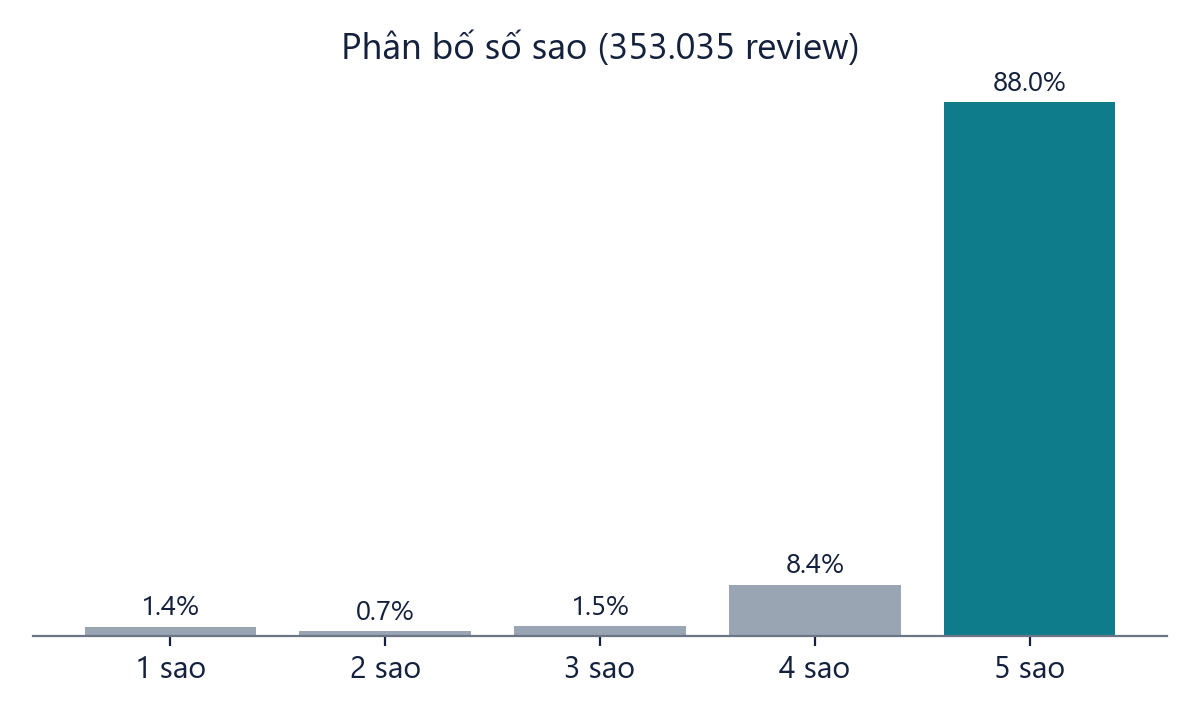 Phân bố số sao (353.035 review)
88.0%
8.4%
1.4%
0.7%
1.5%
1 sao
2 sao
3 sao
4 sao
5 sao